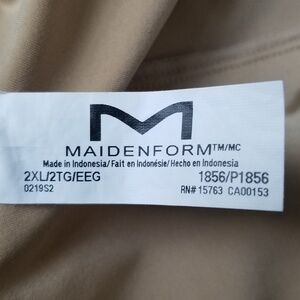 M
MAIDENFORM™/MC
Made in Indonesia/ Fait en Indonésie/ Hecho en Indonesia
2XL/2TG/EEG 1856/P1856
0219S2 RN# 15763 CA00153